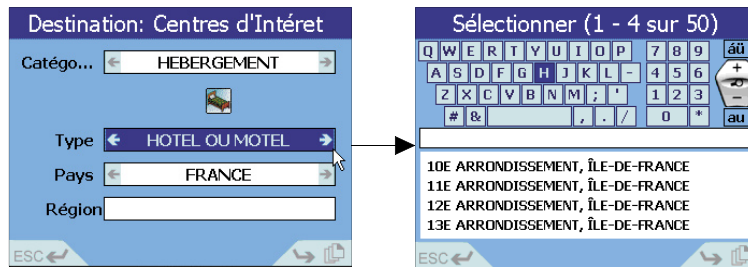 Destination: Centres d'Intéret
Catégo... HEBERGEMENT
Type HOTEL OU MOTEL
Pays FRANCE
Région
ESC
Sélectionner (1 - 4 sur 50)
Q W E R T Y U I O P 7 8 9 áü
A S D F G H J K L - 4 5 6 +
Z X C V B N M ; ' 1 2 3 -
# & , . / 0 * au
10E ARRONDISSEMENT, ÎLE-DE-FRANCE
11E ARRONDISSEMENT, ÎLE-DE-FRANCE
12E ARRONDISSEMENT, ÎLE-DE-FRANCE
13E ARRONDISSEMENT, ÎLE-DE-FRANCE
ESC